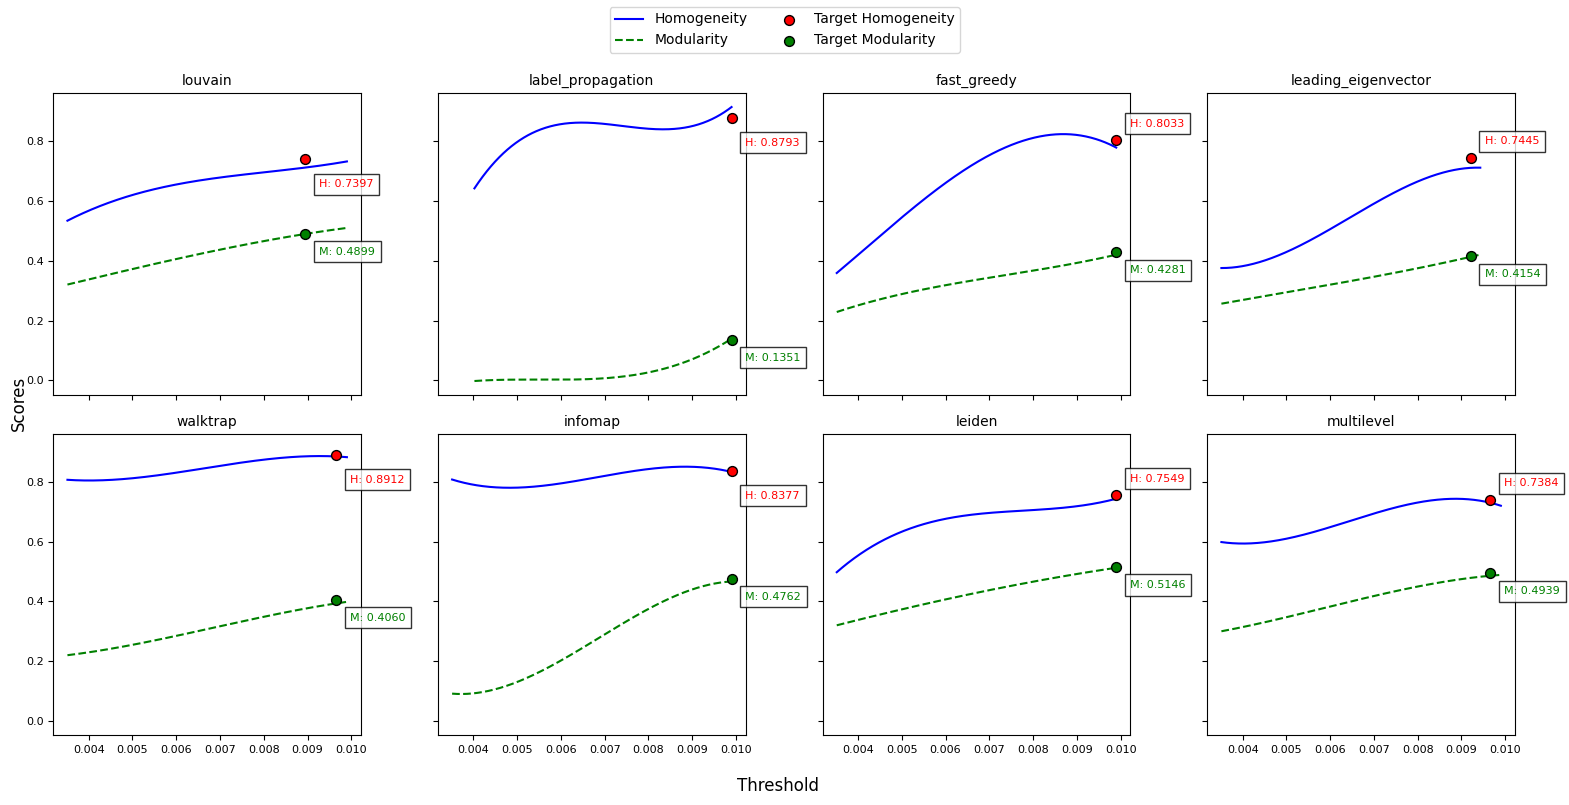 Homogeneity
Modularity
Target Homogeneity
Target Modularity
louvain
label_propagation
fast_greedy
leading_eigenvector
0.8
0.6
0.4
0.2
0.0
H: 0.7397
M: 0.4899
H: 0.8793
M: 0.1351
H: 0.8033
M: 0.4281
H: 0.7445
M: 0.4154
Scores
walktrap
infomap
leiden
multilevel
0.8
0.6
0.4
0.2
0.0
H: 0.8912
M: 0.4060
H: 0.8377
M: 0.4762
H: 0.7549
M: 0.5146
H: 0.7384
M: 0.4939
0.004 0.005 0.006 0.007 0.008 0.009 0.010
0.004 0.005 0.006 0.007 0.008 0.009 0.010
0.004 0.005 0.006 0.007 0.008 0.009 0.010
0.004 0.005 0.006 0.007 0.008 0.009 0.010
Threshold